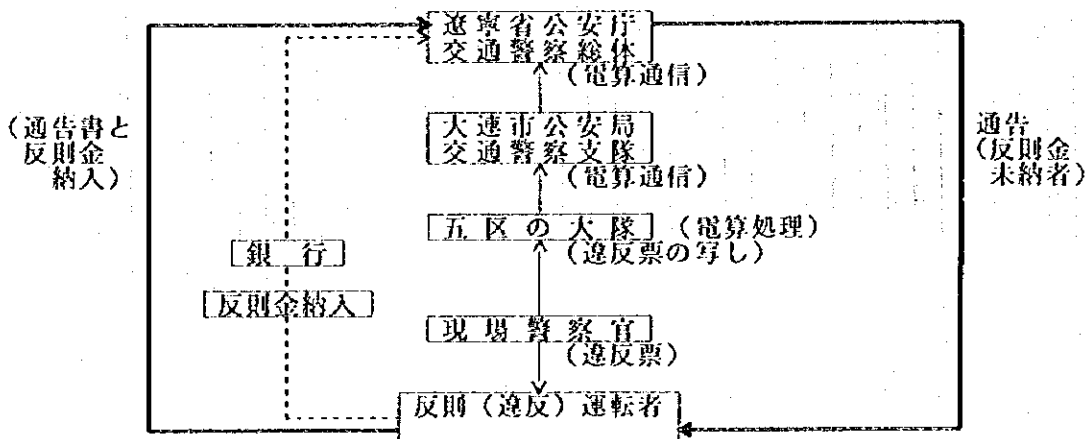 遼寧省公安庁
交通警察総休
(電算通信)
(通告書と
反則金
納入)
大連市公安局
交通警察支隊
(電算通信)
通告
(反則金
未納者)
五区の大隊 (電算処理)
(違反票の写し)
銀行
反則金納入
現場警察官
(違反票)
反則(違反)運転者